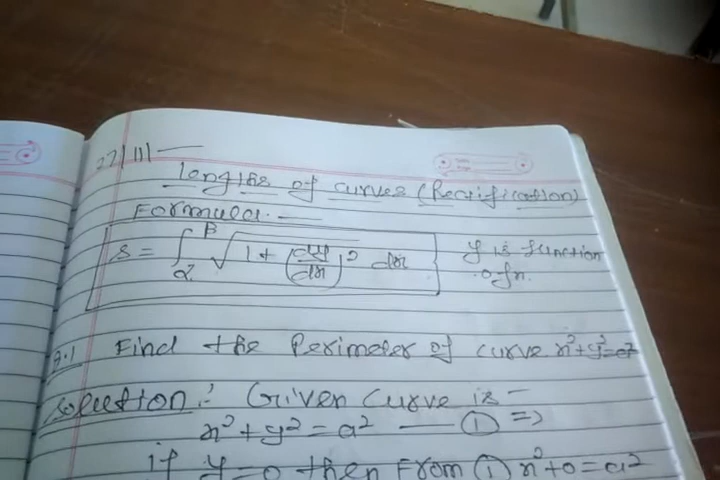 27/11/—
Lengths of curves (Rectification)
Formula. —
s = ∫_α^β √(1 + (dy/dx)²) dx } y is function of x.
Q.1 Find the Perimeter of curve x²+y²=a²
Solution: Given Curve is –
x² + y² = a² — ① ⇒
if y=0 then from ① x²+0=a²